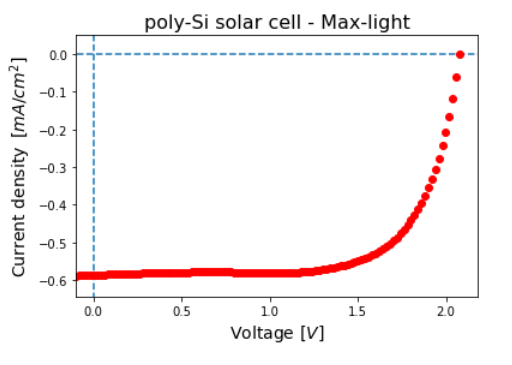 poly-Si solar cell - Max-light
Current density [mA/cm²]
0.0
−0.1
−0.2
−0.3
−0.4
−0.5
−0.6
0.0 0.5 1.0 1.5 2.0
Voltage [V]